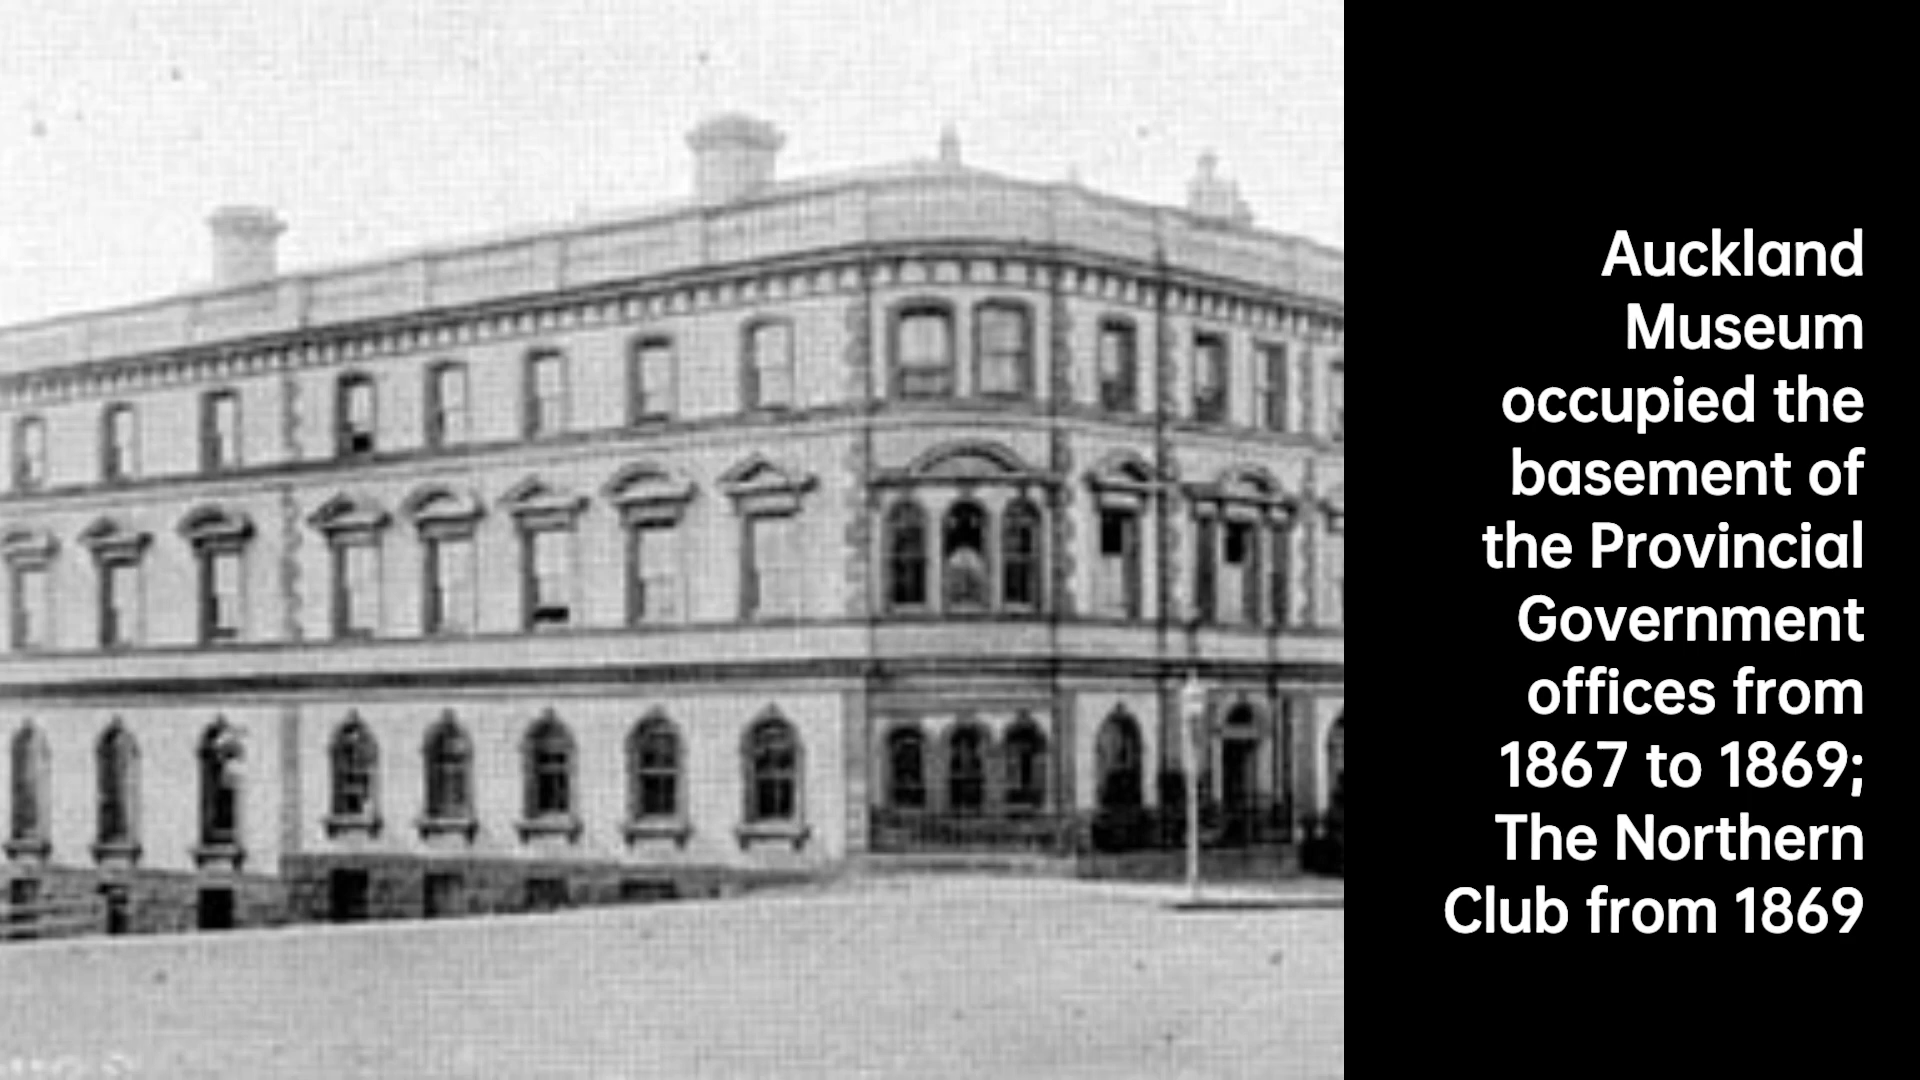 Auckland
Museum
occupied the
basement of
the Provincial
Government
offices from
1867 to 1869;
The Northern
Club from 1869